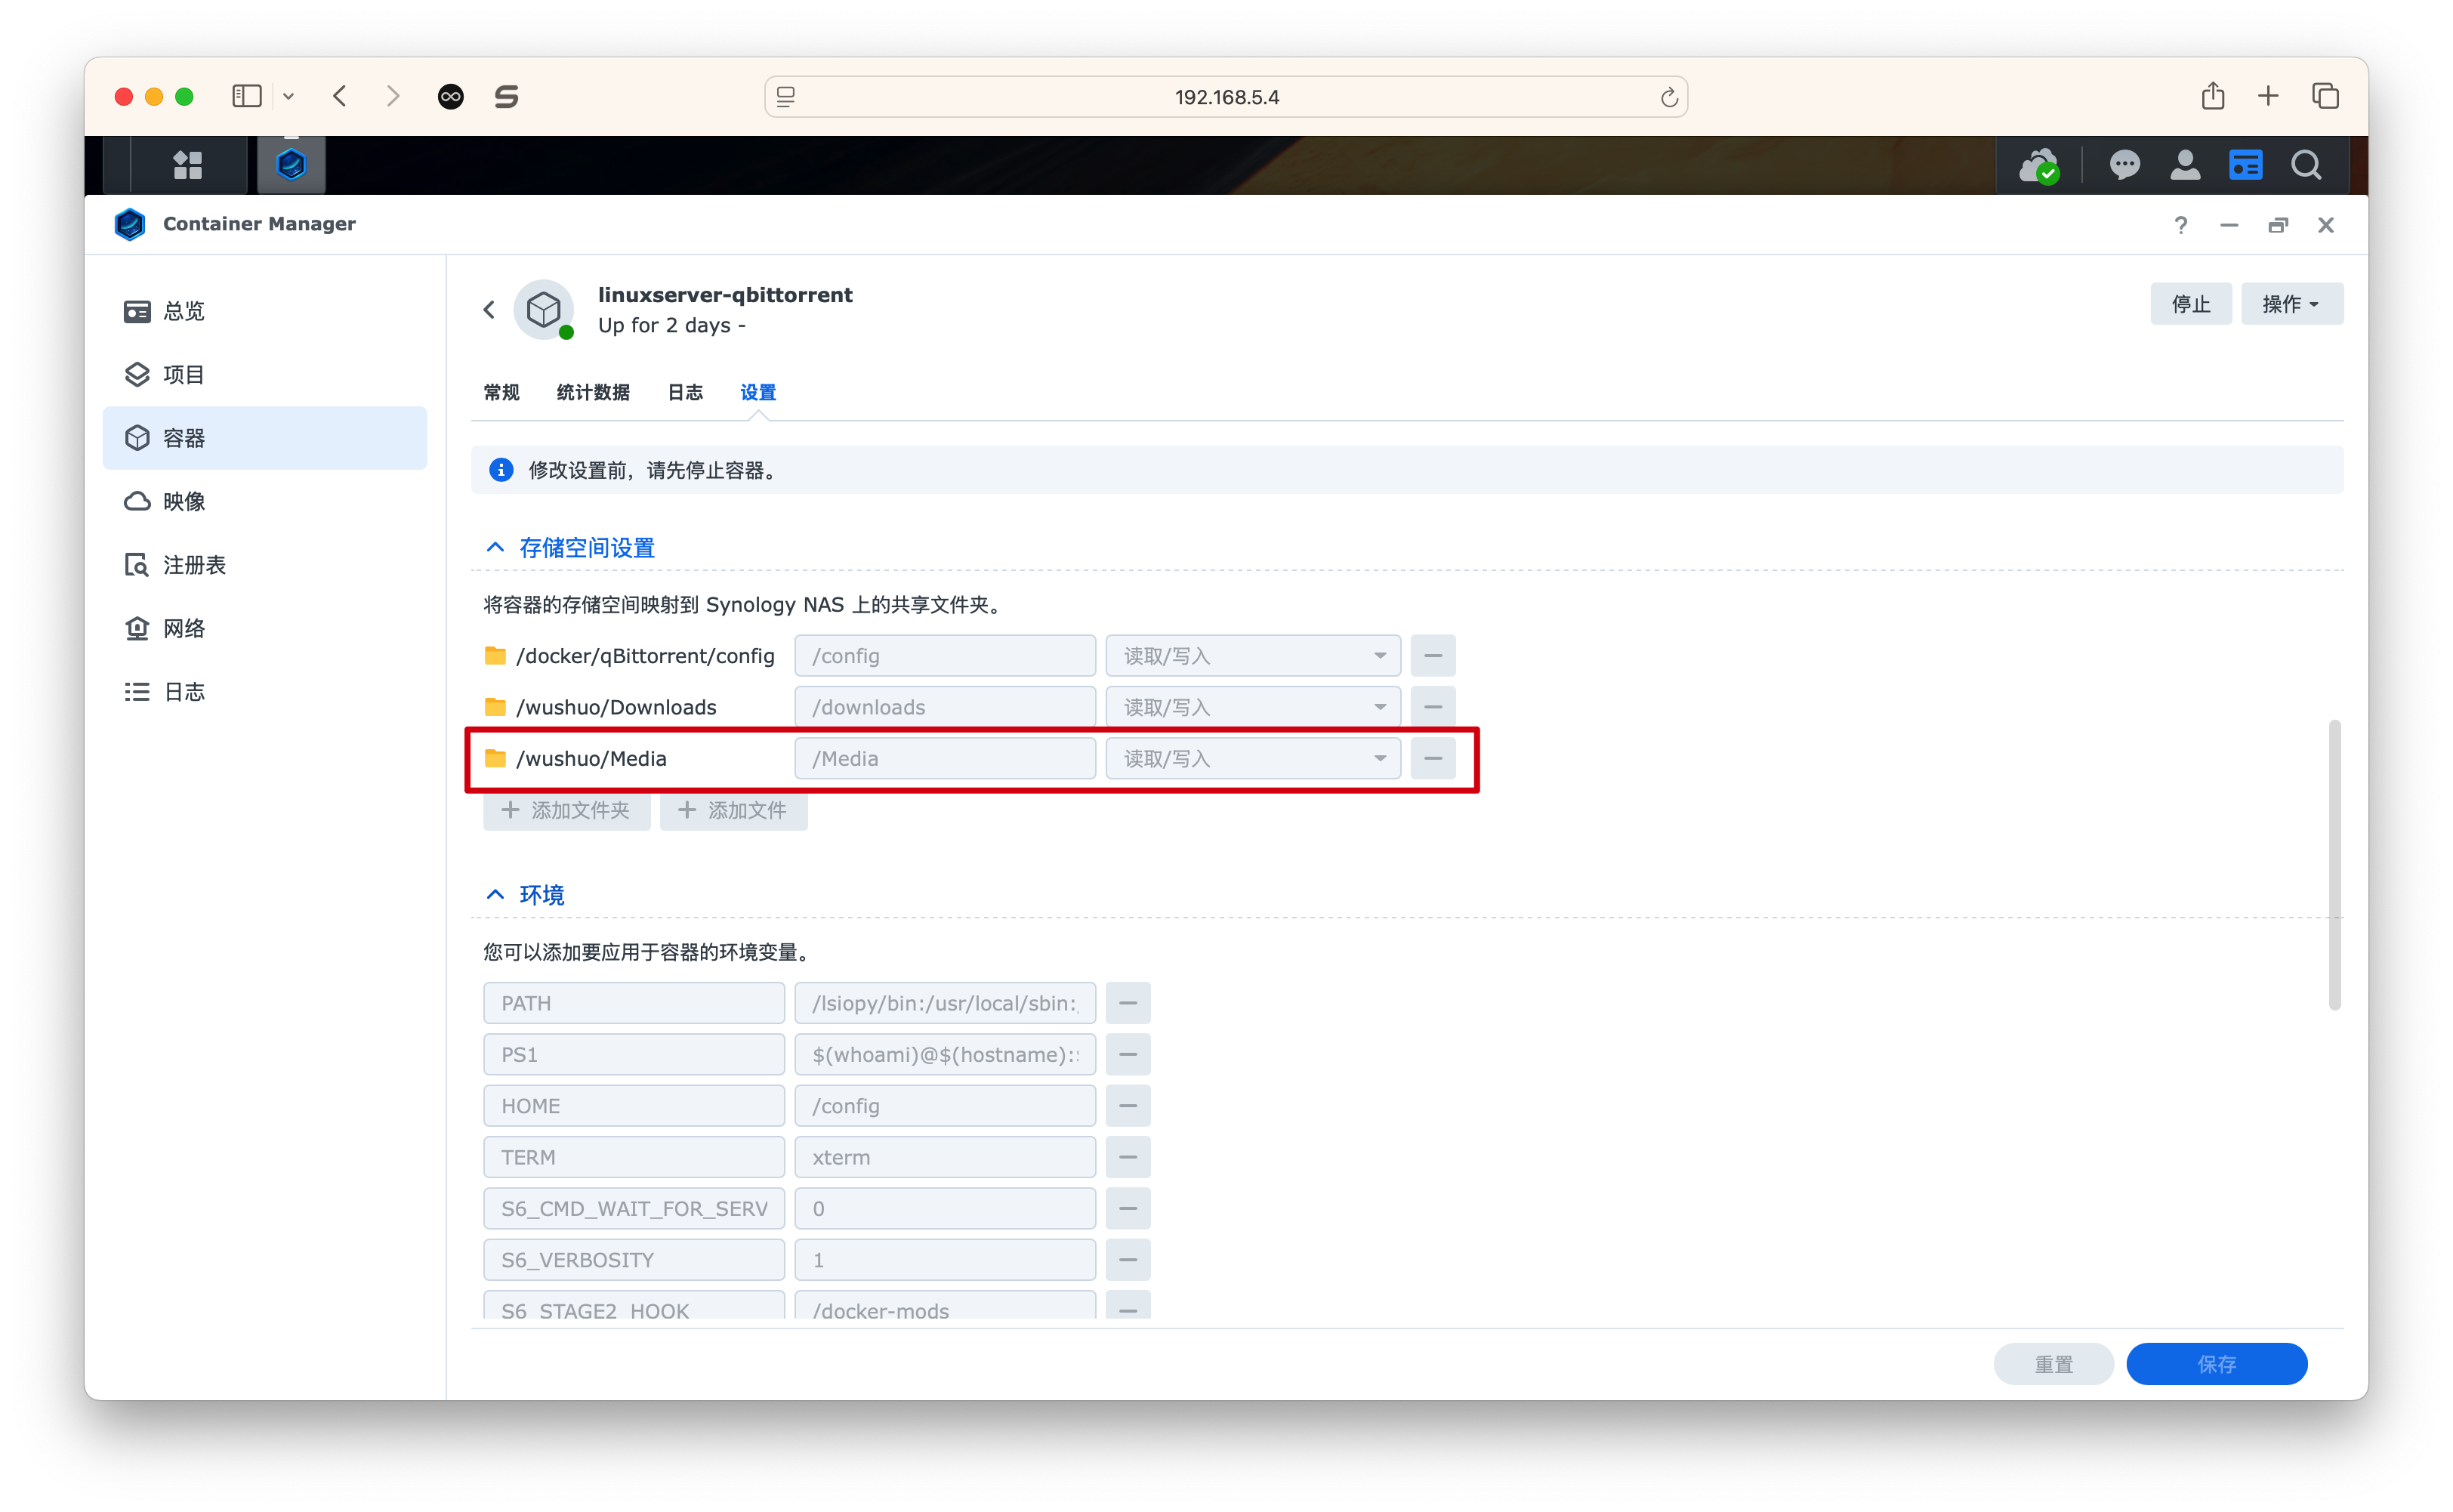 192.168.5.4
Container Manager
总览
项目
容器
映像
注册表
网络
日志
linuxserver-qbittorrent
Up for 2 days -
停止
操作
常规 统计数据 日志 设置
修改设置前，请先停止容器。
存储空间设置
将容器的存储空间映射到 Synology NAS 上的共享文件夹。
/docker/qBittorrent/config /config 读取/写入
/wushuo/Downloads /downloads 读取/写入
/wushuo/Media /Media 读取/写入
添加文件夹 添加文件
环境
您可以添加要应用于容器的环境变量。
PATH /lsiopy/bin:/usr/local/sbin:
PS1 $(whoami)@$(hostname):
HOME /config
TERM xterm
S6_CMD_WAIT_FOR_SERV 0
S6_VERBOSITY 1
S6_STAGE2_HOOK /docker-mods
重置 保存